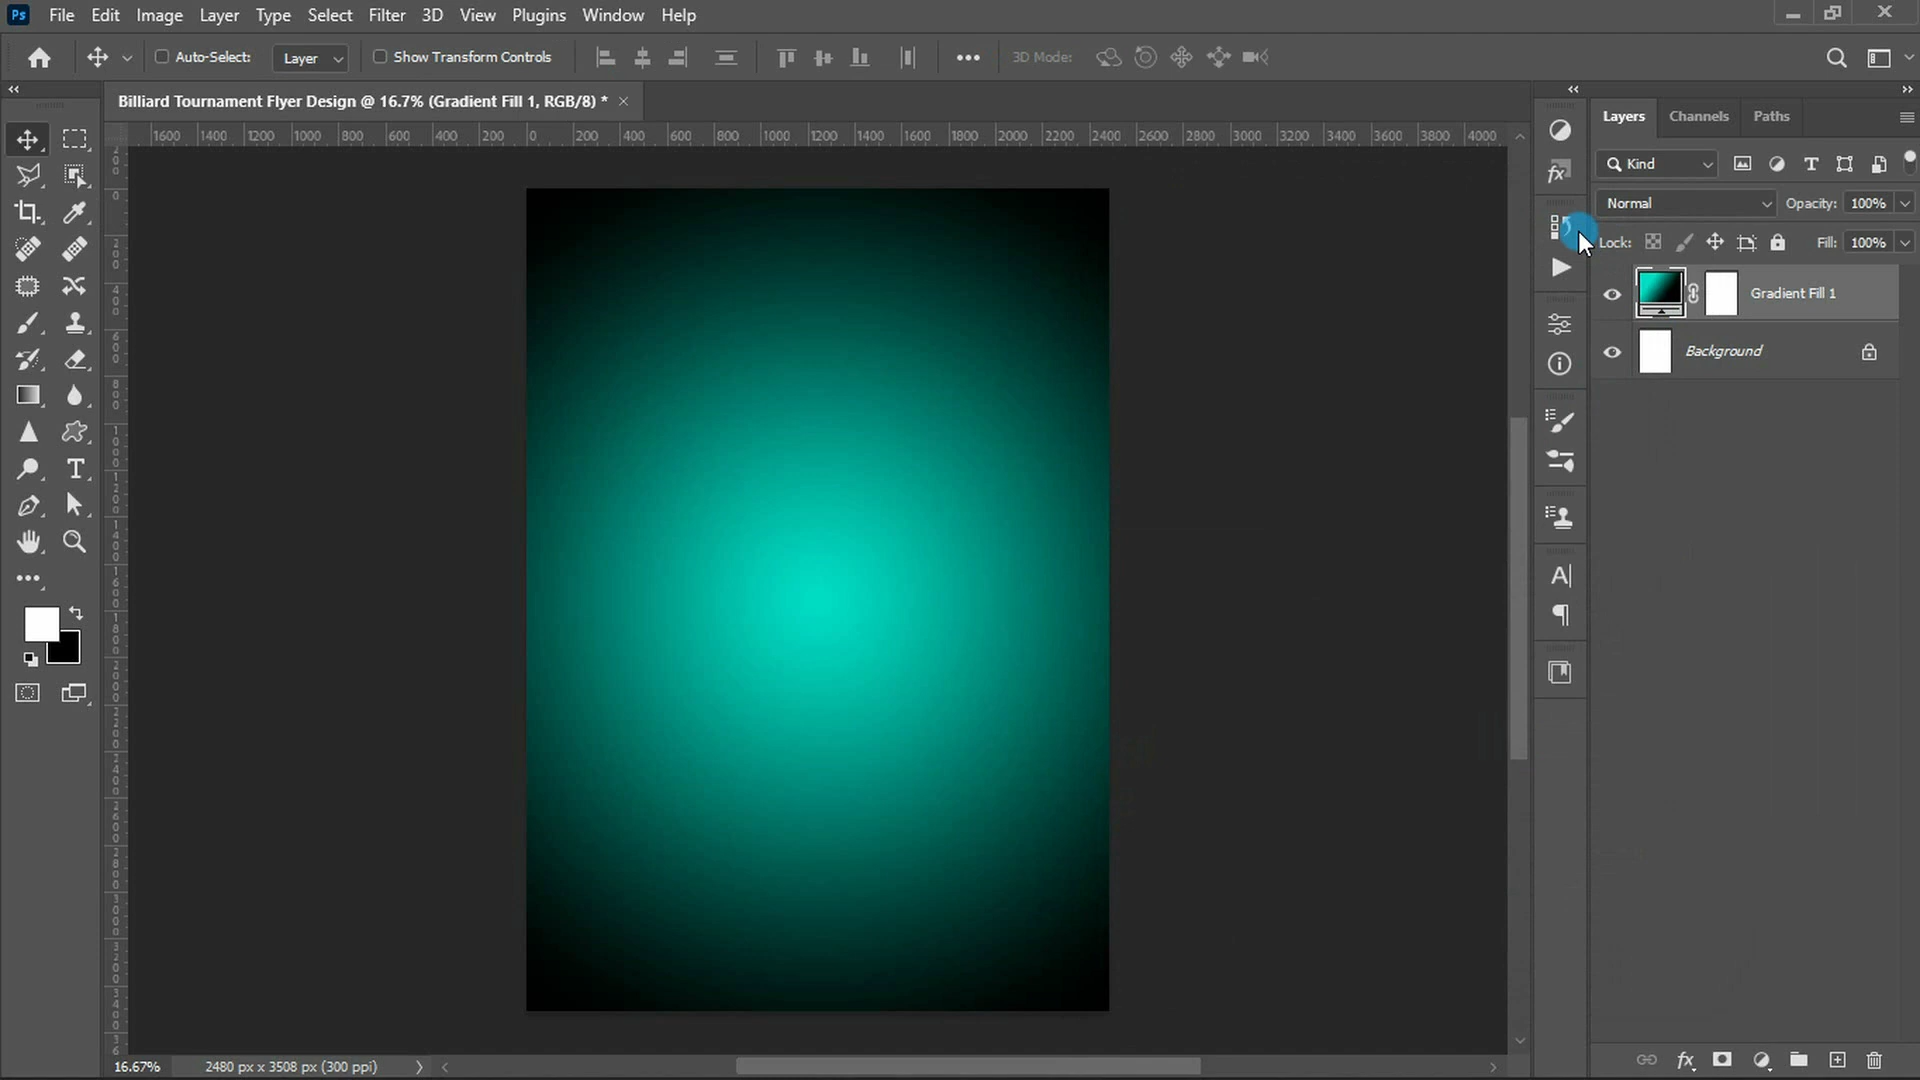 Ps File Edit Image Layer Type Select Filter 3D View Plugins Window Help
Auto-Select: Layer Show Transform Controls 3D Mode:
Billiard Tournament Flyer Design @ 16.7% (Gradient Fill 1, RGB/8) * ×
1600 1400 1200 1000 800 600 400 200 0 200 400 600 800 1000 1200 1400 1600 1800 2000 2200 2400 2600 2800 3000 3200 3400 3600 3800 4000
Layers Channels Paths
Kind
Normal Opacity: 100%
Lock: Fill: 100%
Gradient Fill 1
Background
16.67% 2480 px x 3508 px (300 ppi)